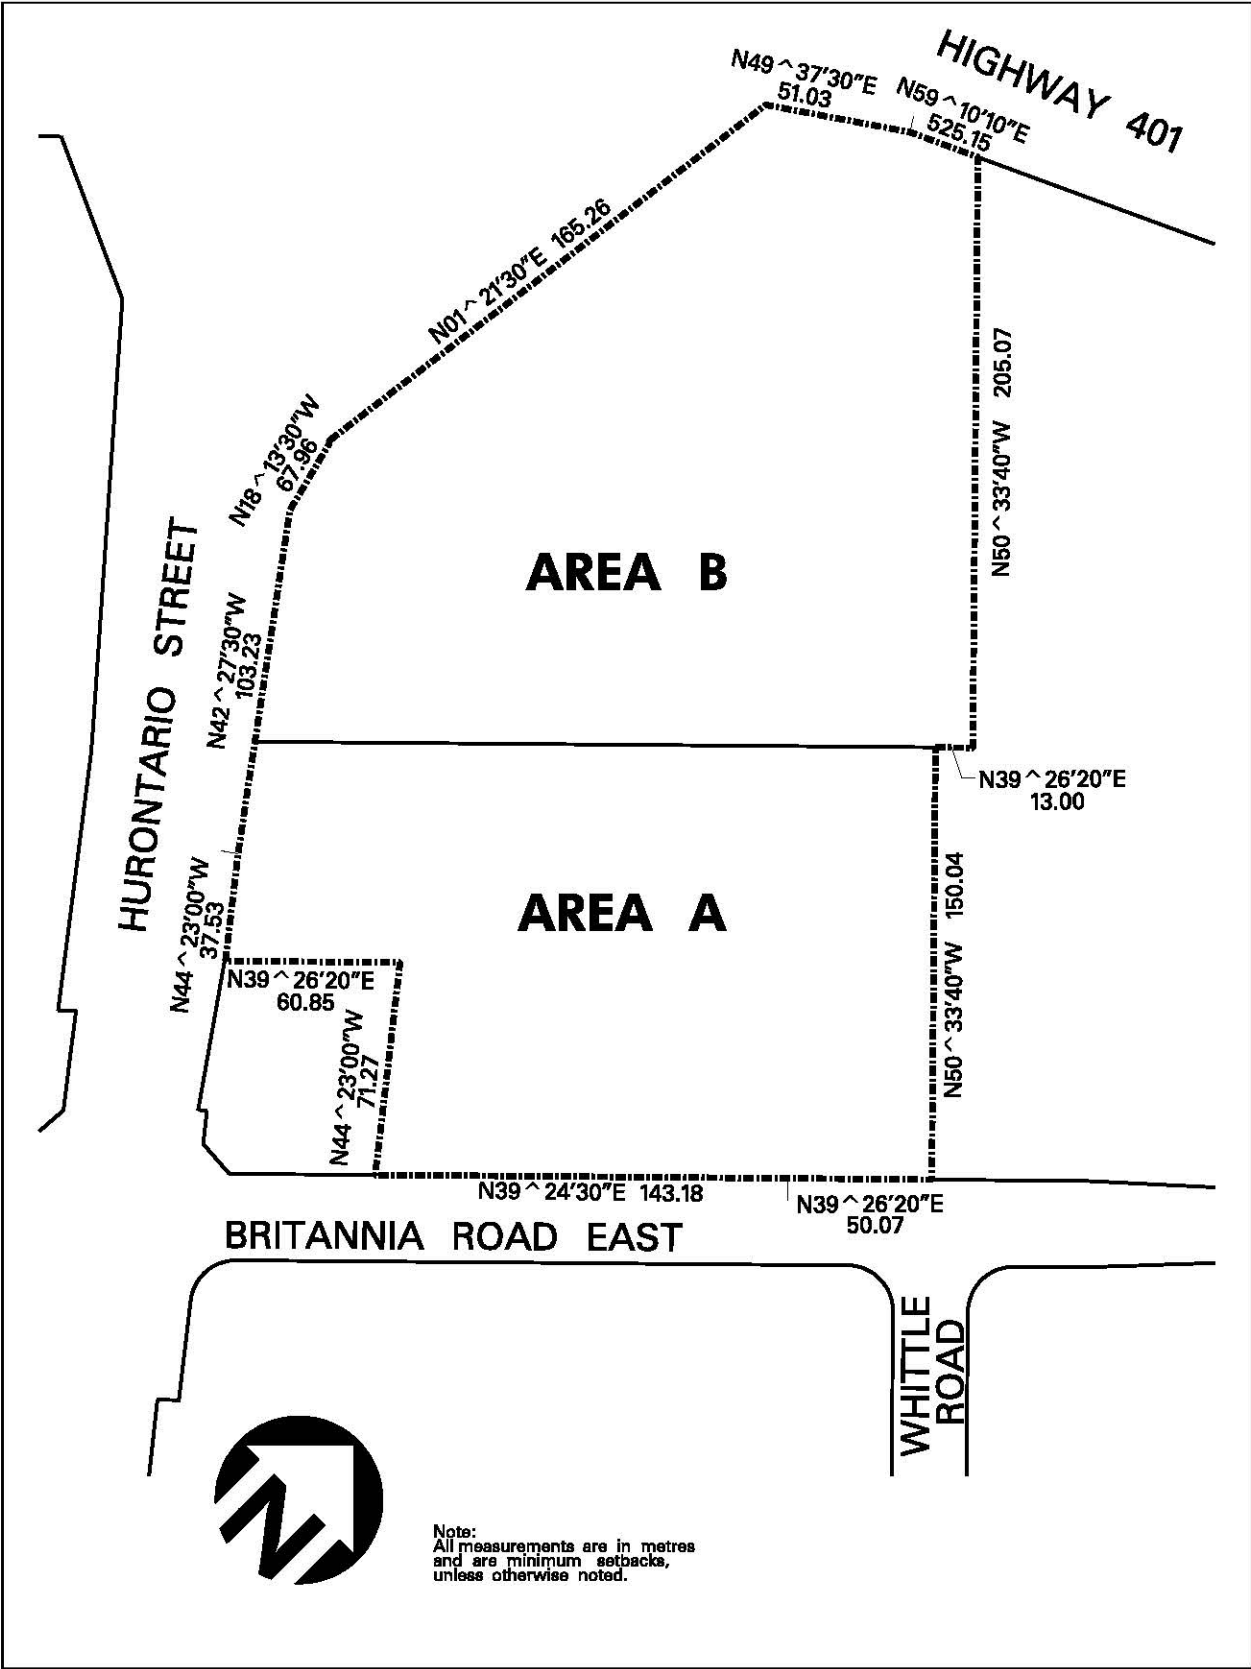 HIGHWAY 401
N49^37'30"E
51.03
N59^10'10"E
525.15
N01^21'30"E 165.26
N18^13'30"W
67.96
N50^33'40"W 205.07
HURONTARIO STREET
N42^27'30"W
103.23
AREA B
N39^26'20"E
13.00
N44^23'00"W
37.53
AREA A
N50^33'40"W 150.04
N39^26'20"E
60.85
N44^23'00"W
71.27
N39^24'30"E 143.18
N39^26'20"E
50.07
BRITANNIA ROAD EAST
WHITTLE
ROAD
N
Note:
All measurements are in metres
and are minimum setbacks,
unless otherwise noted.